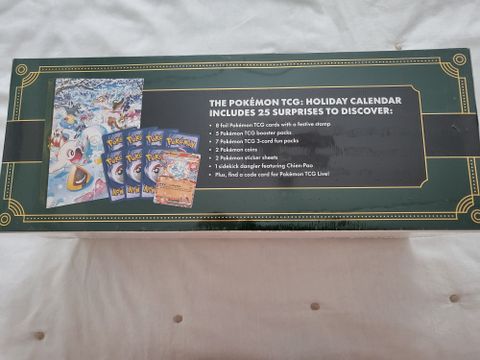 THE POKÉMON TCG: HOLIDAY CALENDAR
INCLUDES 25 SURPRISES TO DISCOVER:
• 8 foil Pokémon TCG cards with a festive stamp
• 5 Pokémon TCG booster packs
• 7 Pokémon TCG 3-card fun packs
• 2 Pokémon coins
• 2 Pokémon sticker sheets
• 1 sidekick dangler featuring Chien Pao
• Plus, find a code card for Pokémon TCG Live!